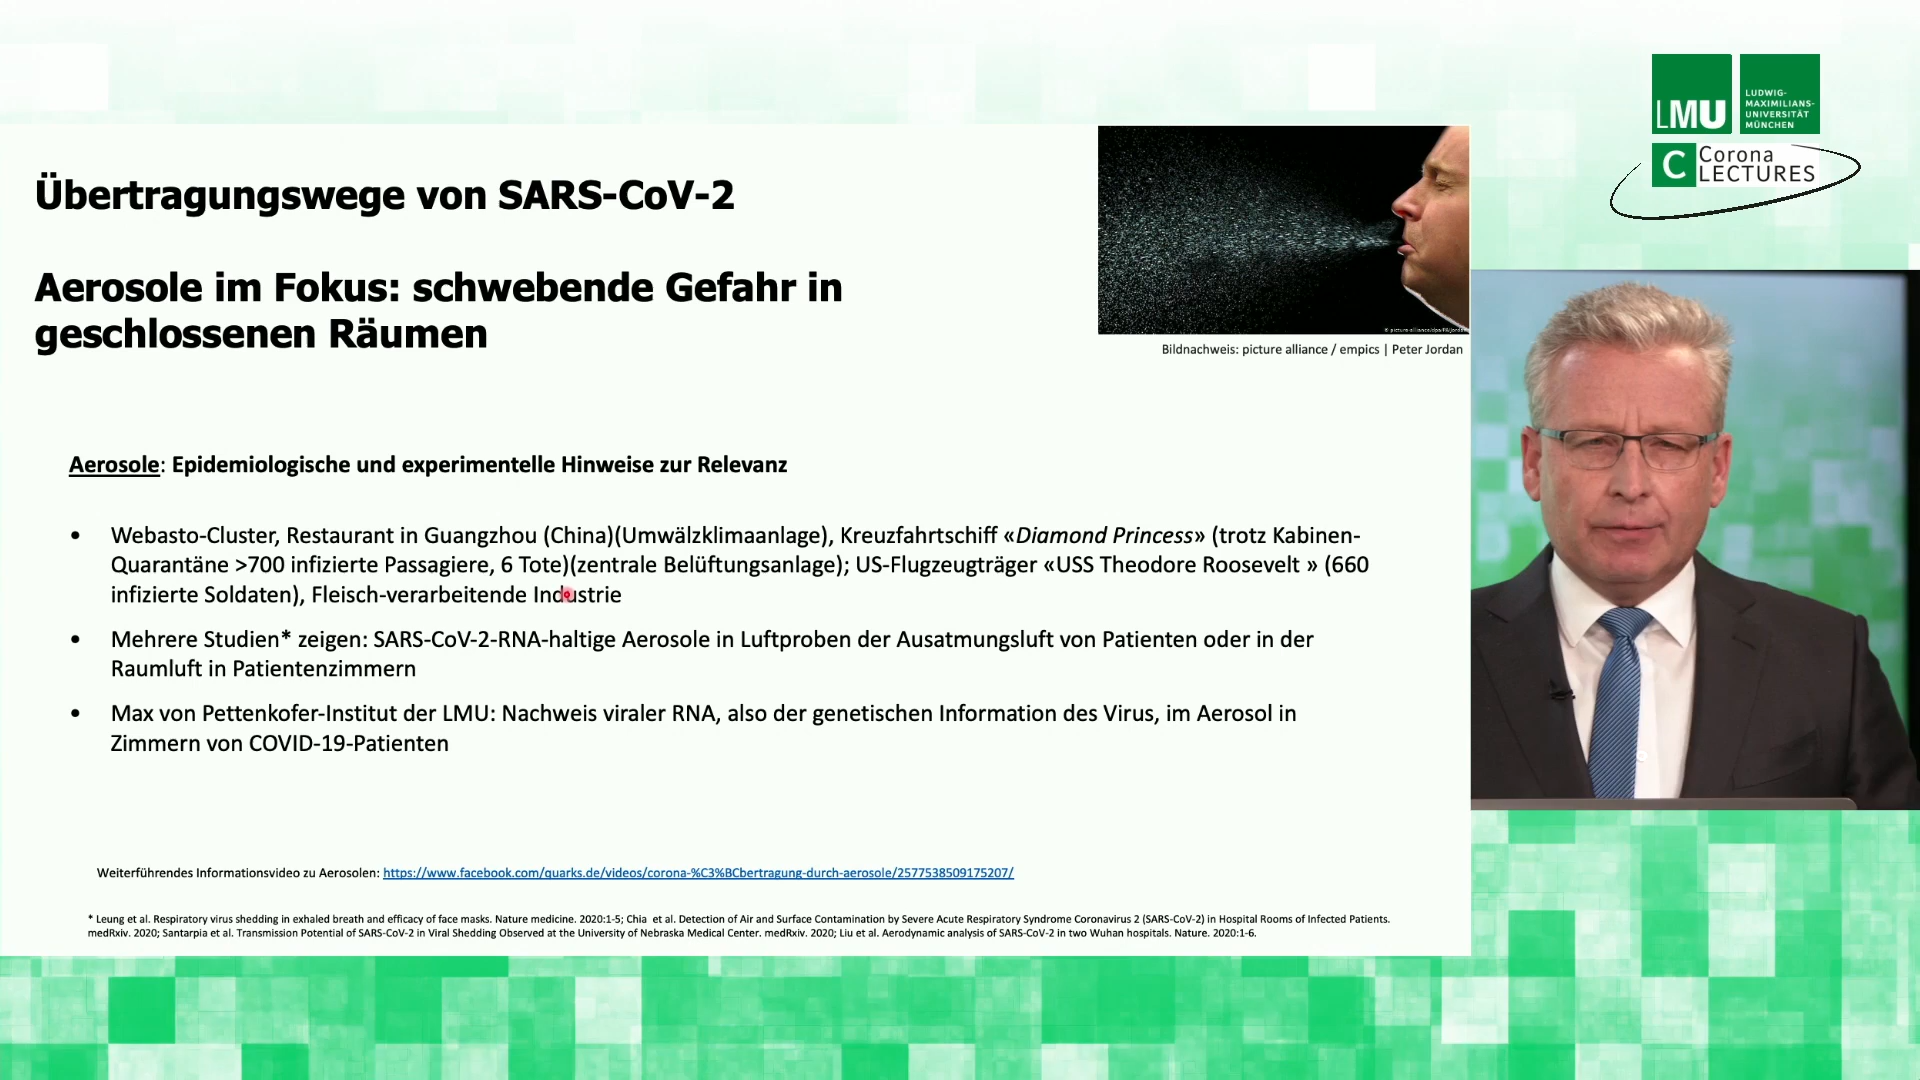 LMU
LUDWIG-
MAXIMILIANS-
UNIVERSITÄT
MÜNCHEN
C Corona
LECTURES
Übertragungswege von SARS-CoV-2
Aerosole im Fokus: schwebende Gefahr in
geschlossenen Räumen
© picture-alliance/dpa/PA/Jordan
Bildnachweis: picture alliance / empics | Peter Jordan
Aerosole: Epidemiologische und experimentelle Hinweise zur Relevanz
• Webasto-Cluster, Restaurant in Guangzhou (China)(Umwälzklimaanlage), Kreuzfahrtschiff «Diamond Princess» (trotz Kabinen-
Quarantäne >700 infizierte Passagiere, 6 Tote)(zentrale Belüftungsanlage); US-Flugzeugträger «USS Theodore Roosevelt » (660
infizierte Soldaten), Fleisch-verarbeitende Industrie
• Mehrere Studien* zeigen: SARS-CoV-2-RNA-haltige Aerosole in Luftproben der Ausatmungsluft von Patienten oder in der
Raumluft in Patientenzimmern
• Max von Pettenkofer-Institut der LMU: Nachweis viraler RNA, also der genetischen Information des Virus, im Aerosol in
Zimmern von COVID-19-Patienten
Weiterführendes Informationsvideo zu Aerosolen: https://www.facebook.com/quarks.de/videos/corona-%C3%BCbertragung-durch-aerosole/2577538509175207/
* Leung et al. Respiratory virus shedding in exhaled breath and efficacy of face masks. Nature medicine. 2020:1-5; Chia et al. Detection of Air and Surface Contamination by Severe Acute Respiratory Syndrome Coronavirus 2 (SARS-CoV-2) in Hospital Rooms of Infected Patients.
medRxiv. 2020; Santarpia et al. Transmission Potential of SARS-CoV-2 in Viral Shedding Observed at the University of Nebraska Medical Center. medRxiv. 2020; Liu et al. Aerodynamic analysis of SARS-CoV-2 in two Wuhan hospitals. Nature. 2020:1-6.